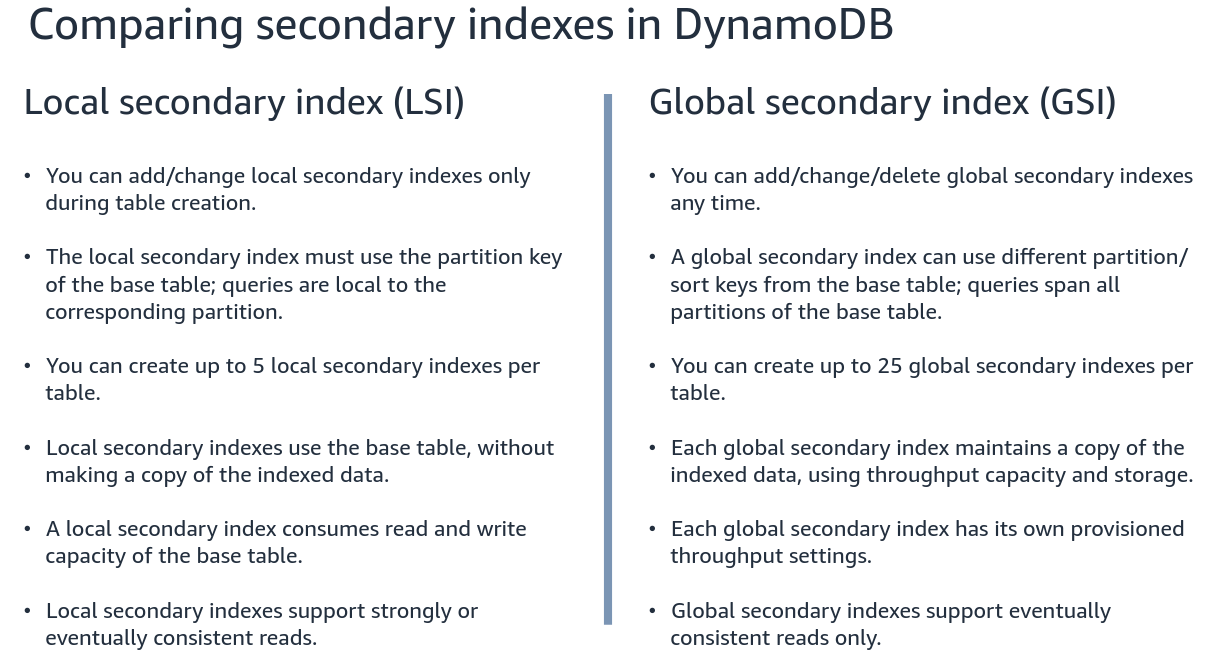 Comparing secondary indexes in DynamoDB
Local secondary index (LSI)
• You can add/change local secondary indexes only
during table creation.
• The local secondary index must use the partition key
of the base table; queries are local to the
corresponding partition.
• You can create up to 5 local secondary indexes per
table.
• Local secondary indexes use the base table, without
making a copy of the indexed data.
• A local secondary index consumes read and write
capacity of the base table.
• Local secondary indexes support strongly or
eventually consistent reads.
Global secondary index (GSI)
• You can add/change/delete global secondary indexes
any time.
• A global secondary index can use different partition/
sort keys from the base table; queries span all
partitions of the base table.
• You can create up to 25 global secondary indexes per
table.
• Each global secondary index maintains a copy of the
indexed data, using throughput capacity and storage.
• Each global secondary index has its own provisioned
throughput settings.
• Global secondary indexes support eventually
consistent reads only.